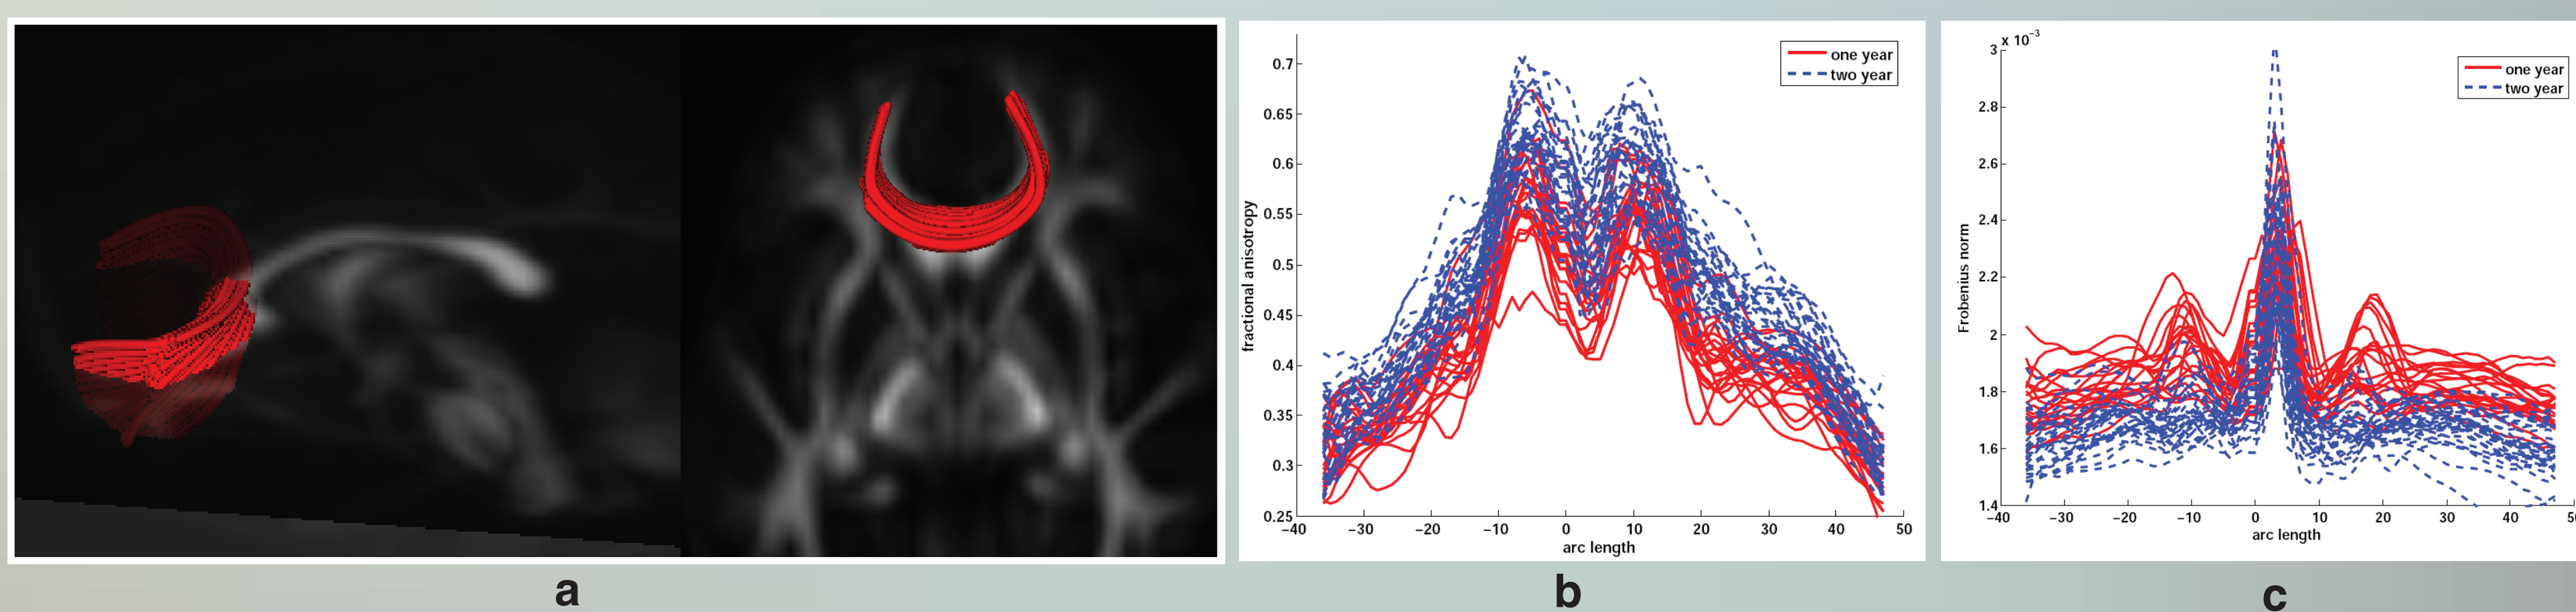 0.7
0.65
0.6
0.55
0.5
0.45
0.4
0.35
0.3
0.25
fractional anisotropy
−40 −30 −20 −10 0 10 20 30 40 50
arc length
one year
two year
x 10⁻³
3
2.8
2.6
2.4
2.2
2
1.8
1.6
1.4
Frobenius norm
−40 −30 −20 −10 0 10 20 30 40
arc length
one year
two year
a
b
c